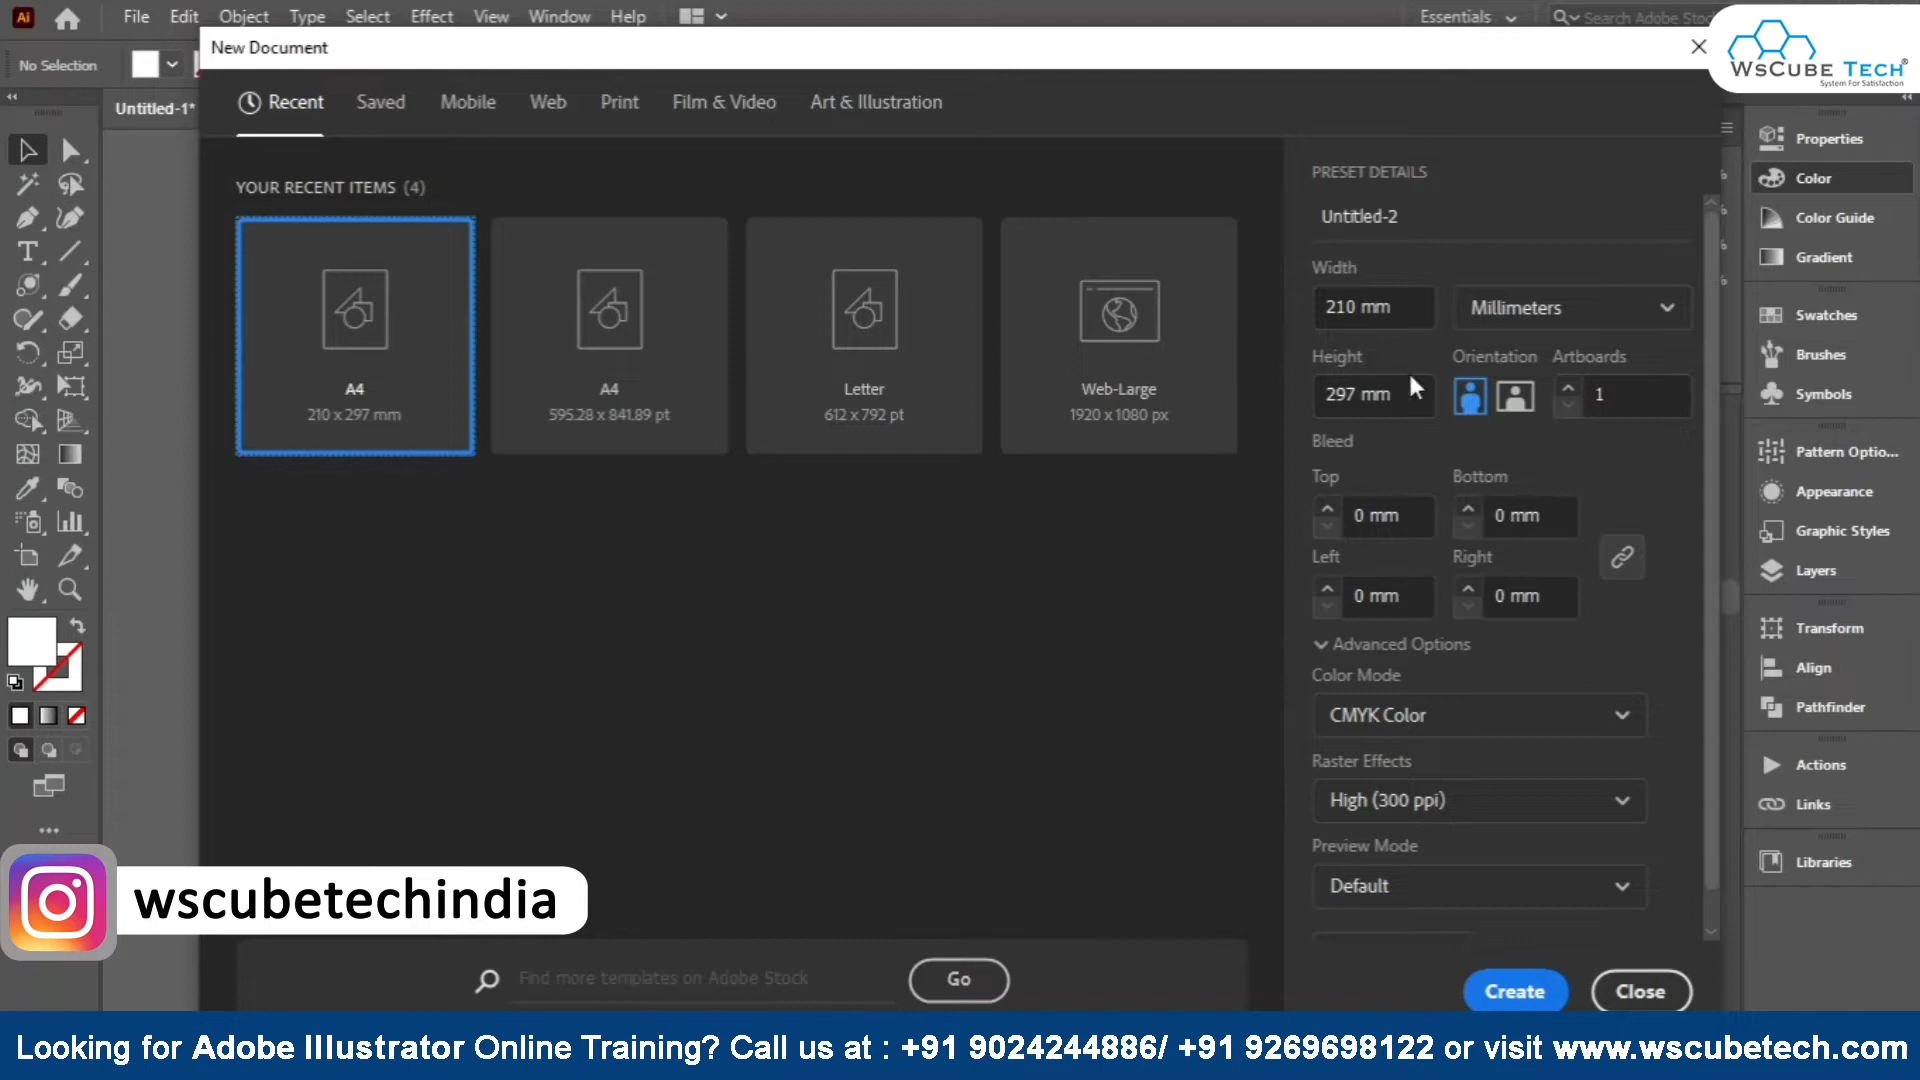 Ai File Edit Object Type Select Effect View Window Help Essentials Search Adobe Stoc
WsCube Tech®
System For Satisfaction
No Selection
New Document
Untitled-1*
Recent Saved Mobile Web Print Film & Video Art & Illustration
YOUR RECENT ITEMS (4)
A4
210 x 297 mm
A4
595.28 x 841.89 pt
Letter
612 x 792 pt
Web-Large
1920 x 1080 px
Find more templates on Adobe Stock Go
PRESET DETAILS
Untitled-2
Width
210 mm Millimeters
Height Orientation Artboards
297 mm 1
Bleed
Top Bottom
0 mm 0 mm
Left Right
0 mm 0 mm
Advanced Options
Color Mode
CMYK Color
Raster Effects
High (300 ppi)
Preview Mode
Default
Create Close
Properties
Color
Color Guide
Gradient
Swatches
Brushes
Symbols
Pattern Optio...
Appearance
Graphic Styles
Layers
Transform
Align
Pathfinder
Actions
Links
Libraries
wscubetechindia
Looking for Adobe Illustrator Online Training? Call us at : +91 9024244886/ +91 9269698122 or visit www.wscubetech.com